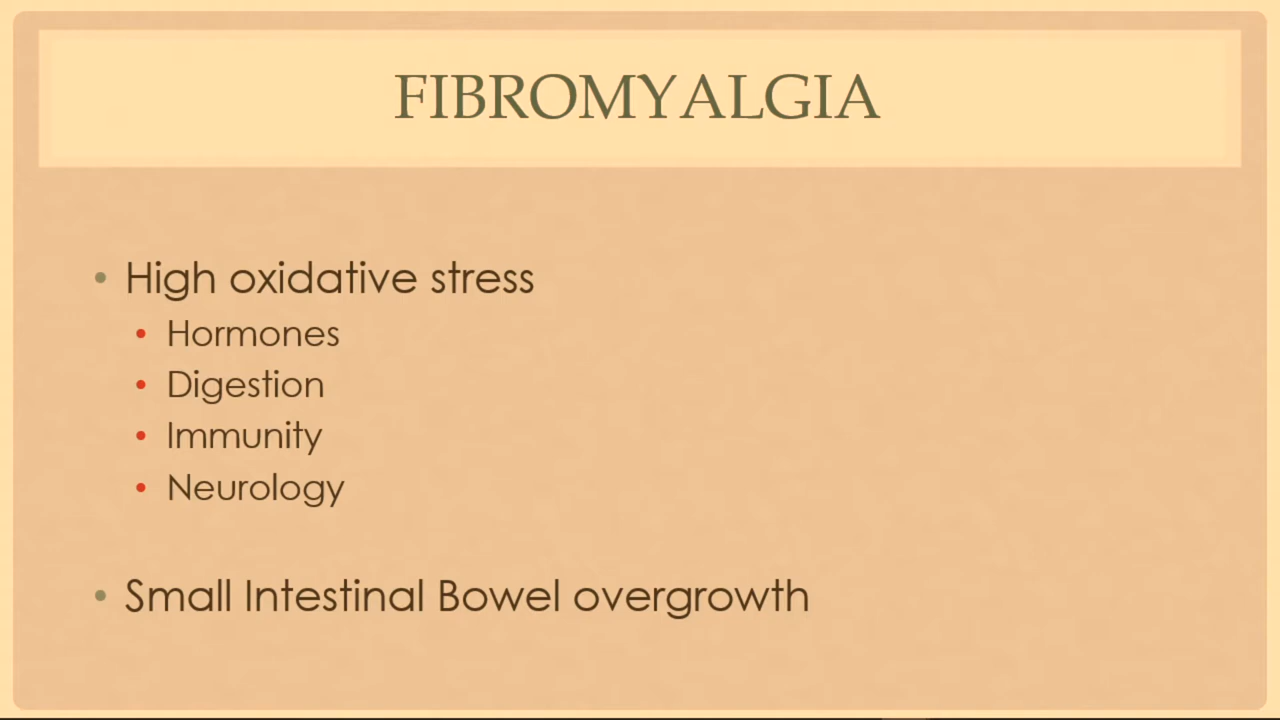 FIBROMYALGIA
High oxidative stress
Hormones
Digestion
Immunity
Neurology
Small Intestinal Bowel overgrowth